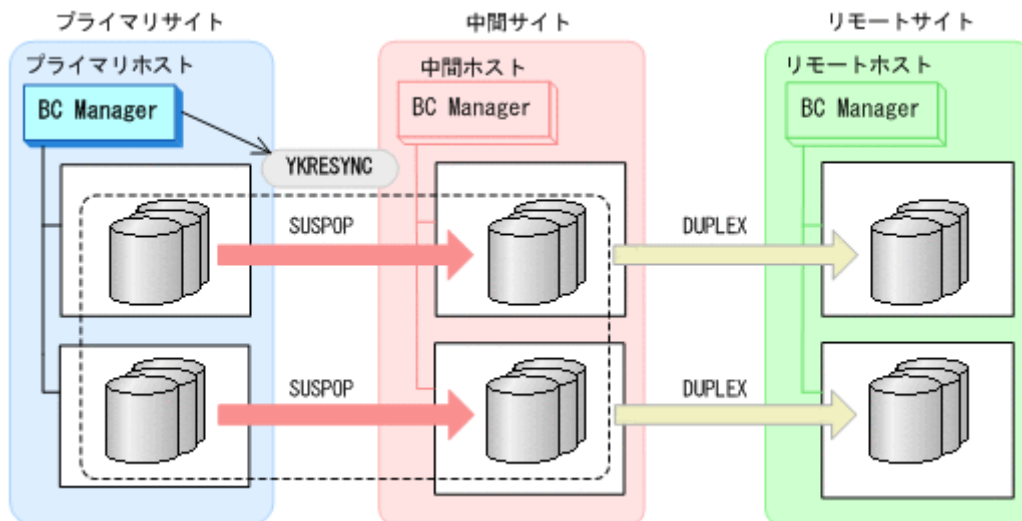 プライマリサイト
中間サイト
リモートサイト
プライマリホスト
中間ホスト
リモートホスト
BC Manager
BC Manager
BC Manager
YKRESYNC
SUSPOP
DUPLEX
SUSPOP
DUPLEX